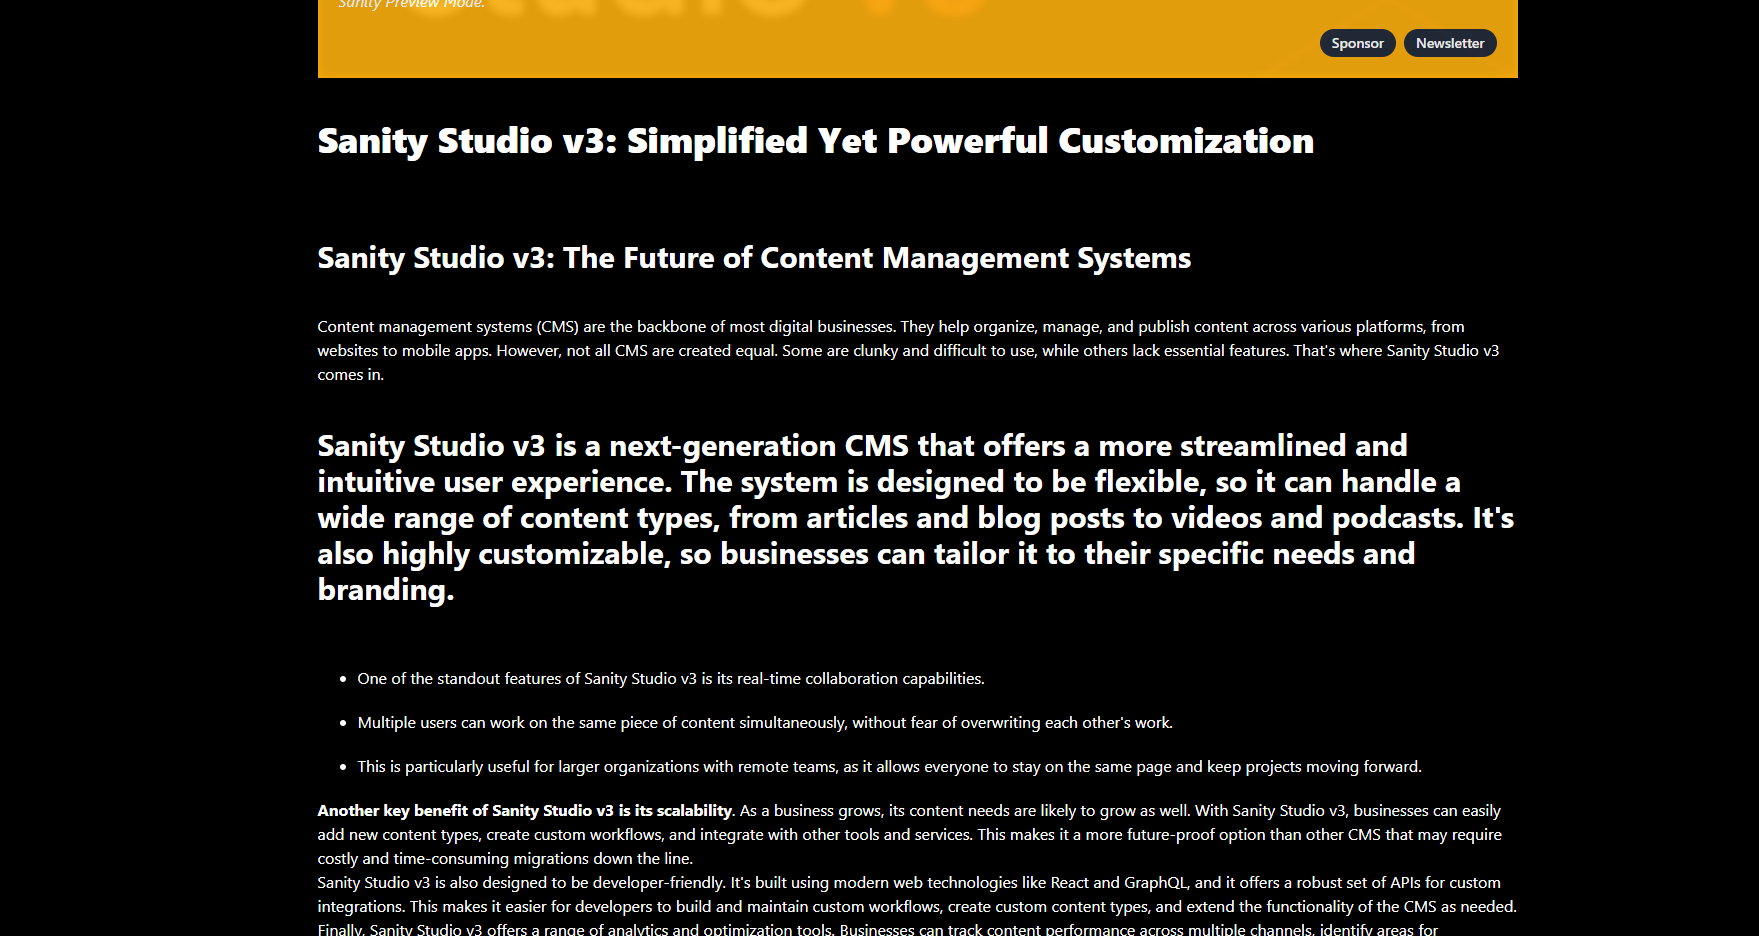 Sanity Preview Mode.
Studio v3
Sponsor Newsletter
Sanity Studio v3: Simplified Yet Powerful Customization
Sanity Studio v3: The Future of Content Management Systems
Content management systems (CMS) are the backbone of most digital businesses. They help organize, manage, and publish content across various platforms, from
websites to mobile apps. However, not all CMS are created equal. Some are clunky and difficult to use, while others lack essential features. That's where Sanity Studio v3
comes in.
Sanity Studio v3 is a next-generation CMS that offers a more streamlined and
intuitive user experience. The system is designed to be flexible, so it can handle a
wide range of content types, from articles and blog posts to videos and podcasts. It's
also highly customizable, so businesses can tailor it to their specific needs and
branding.
• One of the standout features of Sanity Studio v3 is its real-time collaboration capabilities.
• Multiple users can work on the same piece of content simultaneously, without fear of overwriting each other's work.
• This is particularly useful for larger organizations with remote teams, as it allows everyone to stay on the same page and keep projects moving forward.
Another key benefit of Sanity Studio v3 is its scalability. As a business grows, its content needs are likely to grow as well. With Sanity Studio v3, businesses can easily
add new content types, create custom workflows, and integrate with other tools and services. This makes it a more future-proof option than other CMS that may require
costly and time-consuming migrations down the line.
Sanity Studio v3 is also designed to be developer-friendly. It's built using modern web technologies like React and GraphQL, and it offers a robust set of APIs for custom
integrations. This makes it easier for developers to build and maintain custom workflows, create custom content types, and extend the functionality of the CMS as needed.
Finally, Sanity Studio v3 offers a range of analytics and optimization tools. Businesses can track content performance across multiple channels, identify areas for